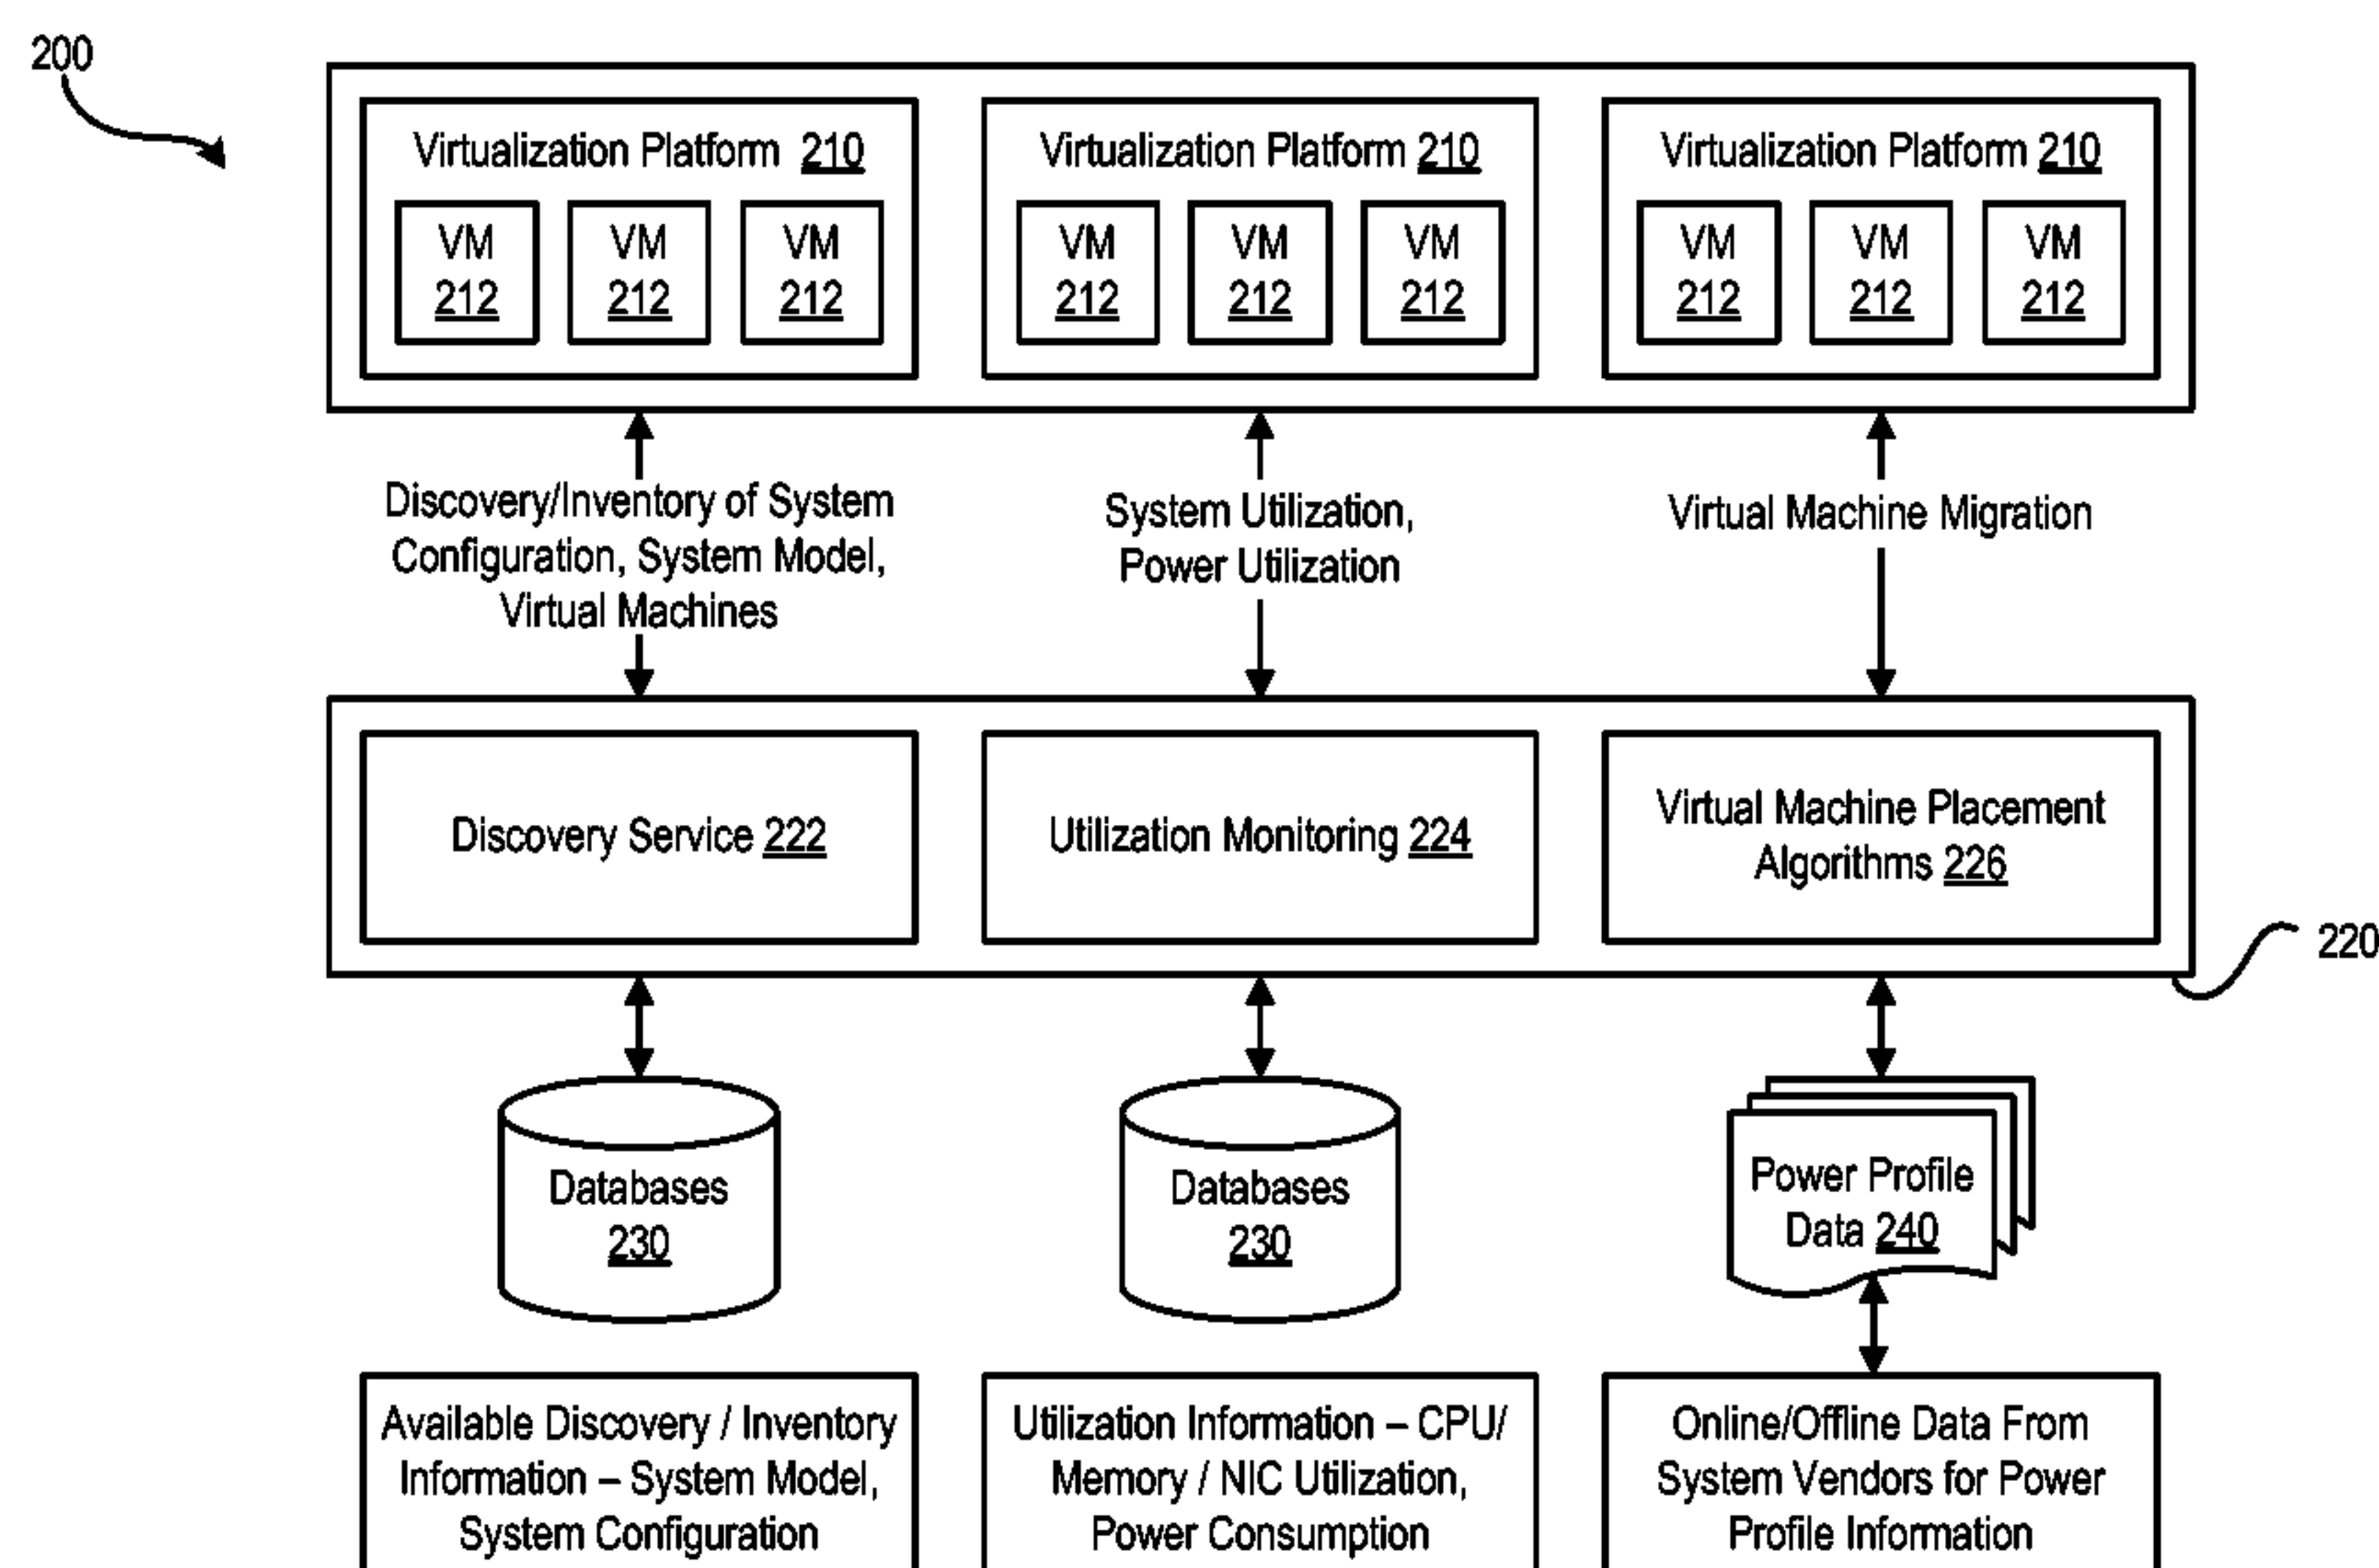 200
Virtualization Platform 210
VM
212
VM
212
VM
212
Virtualization Platform 210
VM
212
VM
212
VM
212
Virtualization Platform 210
VM
212
VM
212
VM
212
Discovery/Inventory of System
Configuration, System Model,
Virtual Machines
System Utilization,
Power Utilization
Virtual Machine Migration
Discovery Service 222
Utilization Monitoring 224
Virtual Machine Placement
Algorithms 226
220
Databases
230
Databases
230
Power Profile
Data 240
Available Discovery / Inventory
Information – System Model,
System Configuration
Utilization Information – CPU/
Memory / NIC Utilization,
Power Consumption
Online/Offline Data From
System Vendors for Power
Profile Information